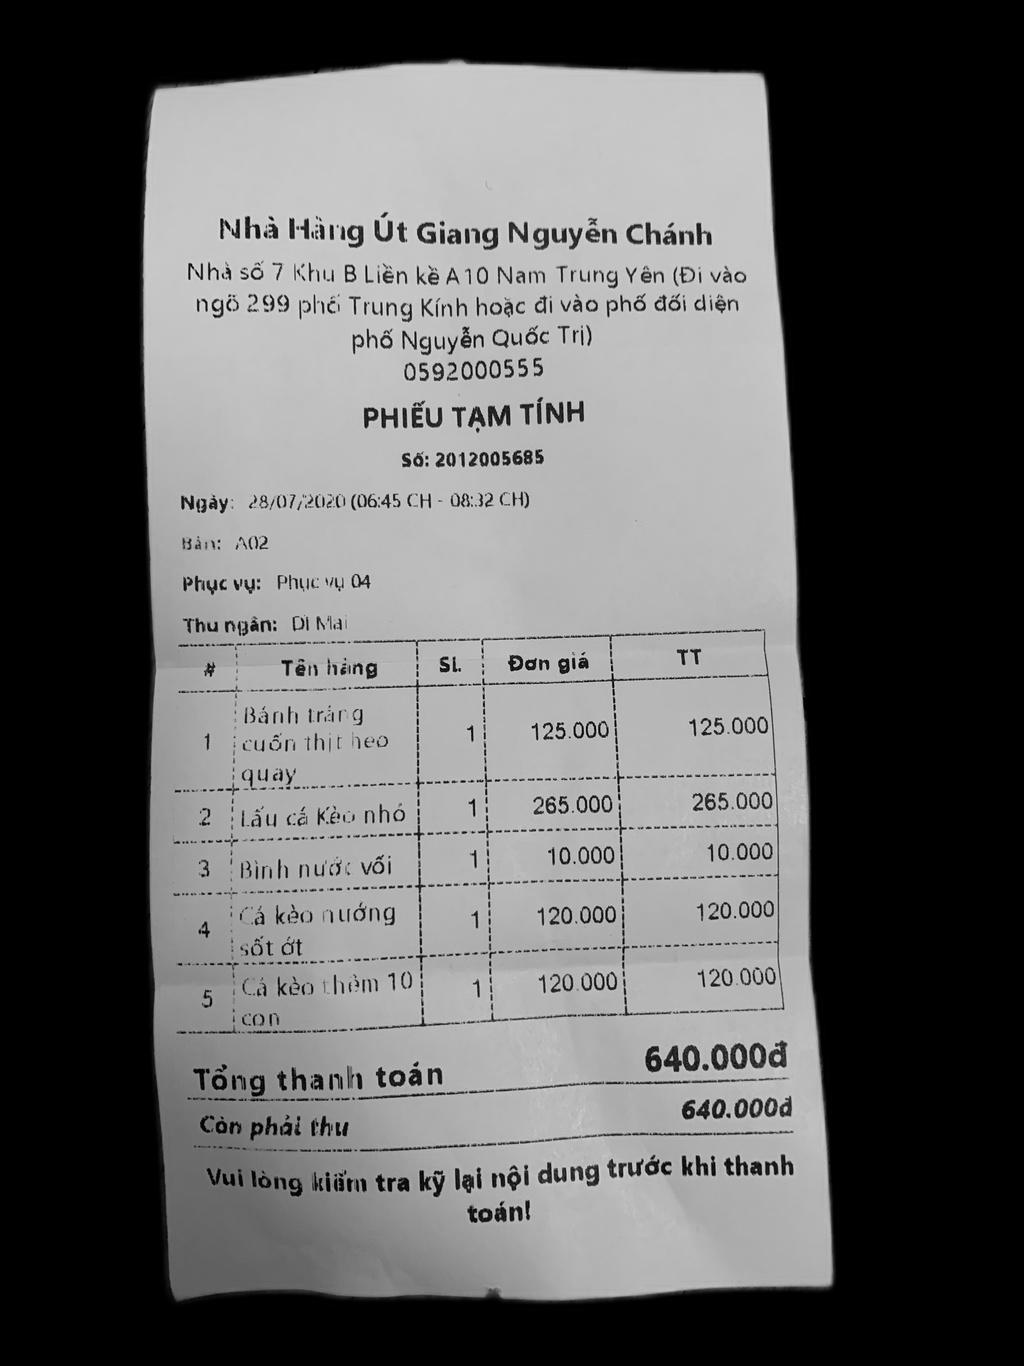 Nhà Hàng Út Giang Nguyễn Chánh
Nhà số 7 Khu B Liền kề A10 Nam Trung Yên (Đi vào
ngõ 299 phố Trung Kính hoặc đi vào phố đối diện
phố Nguyễn Quốc Trị)
0592000555
PHIẾU TẠM TÍNH
Số: 2012005685
Ngày: 28/07/2020 (06:45 CH - 08:32 CH)
Bàn: A02
Phục vụ: Phục vụ 04
Thu ngân: Dì Mai
# Tên hàng SL Đơn giá TT
1 Bánh tráng cuốn thịt heo quay 1 125.000 125.000
2 Lẩu cá Kèo nhỏ 1 265.000 265.000
3 Bình nước vối 1 10.000 10.000
4 Cá kèo nướng sốt ớt 1 120.000 120.000
5 Cá kèo thêm 10 con 1 120.000 120.000
Tổng thanh toán 640.000đ
Còn phải thu 640.000đ
Vui lòng kiểm tra kỹ lại nội dung trước khi thanh
toán!